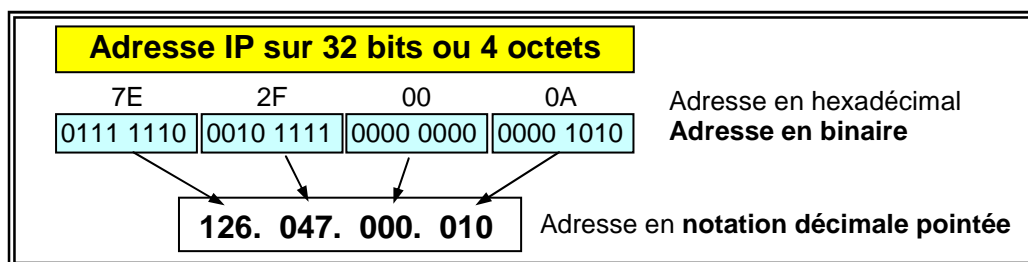 Adresse IP sur 32 bits ou 4 octets
7E 2F 00 0A Adresse en hexadécimal
0111 1110 0010 1111 0000 0000 0000 1010 Adresse en binaire
126. 047. 000. 010 Adresse en notation décimale pointée